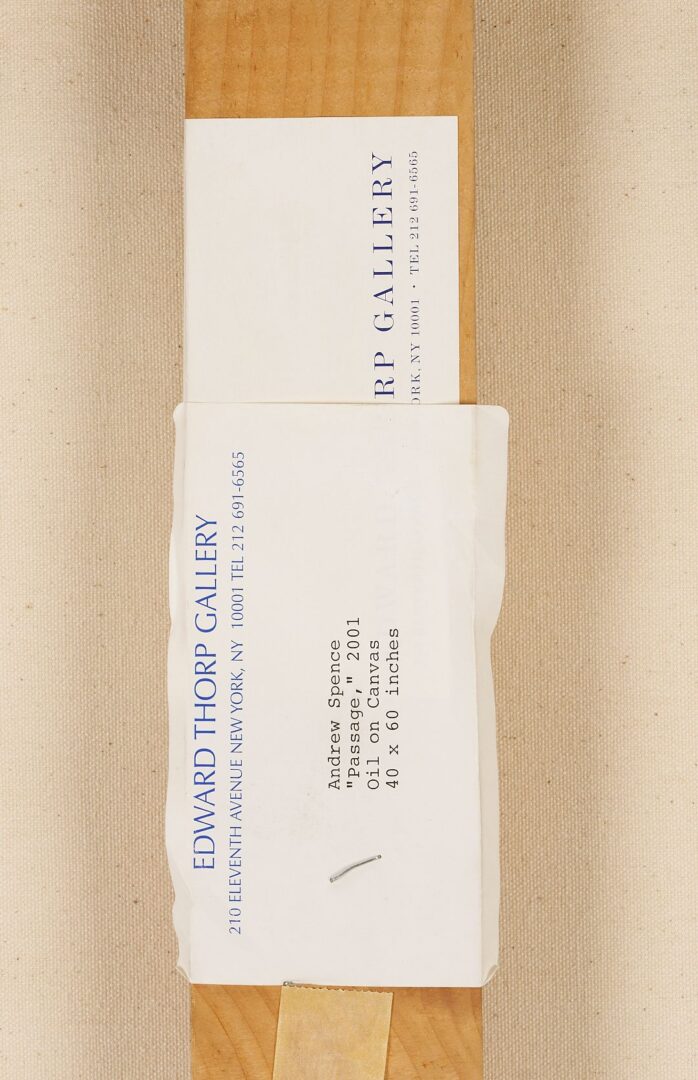 RP GALLERY
ORK, NY 10001 • TEL 212 691-6565
EDWARD THORP GALLERY
210 ELEVENTH AVENUE NEW YORK, NY 10001 TEL 212 691-6565
Andrew Spence
"Passage," 2001
Oil on Canvas
40 x 60 inches